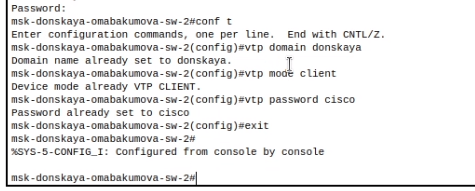 Password:
msk-donskaya-omabakumova-sw-2#conf t
Enter configuration commands, one per line.  End with CNTL/Z.
msk-donskaya-omabakumova-sw-2(config)#vtp domain donskaya
Domain name already set to donskaya.
msk-donskaya-omabakumova-sw-2(config)#vtp mode client
Device mode already VTP CLIENT.
msk-donskaya-omabakumova-sw-2(config)#vtp password cisco
Password already set to cisco
msk-donskaya-omabakumova-sw-2(config)#exit
msk-donskaya-omabakumova-sw-2#
%SYS-5-CONFIG_I: Configured from console by console
msk-donskaya-omabakumova-sw-2#